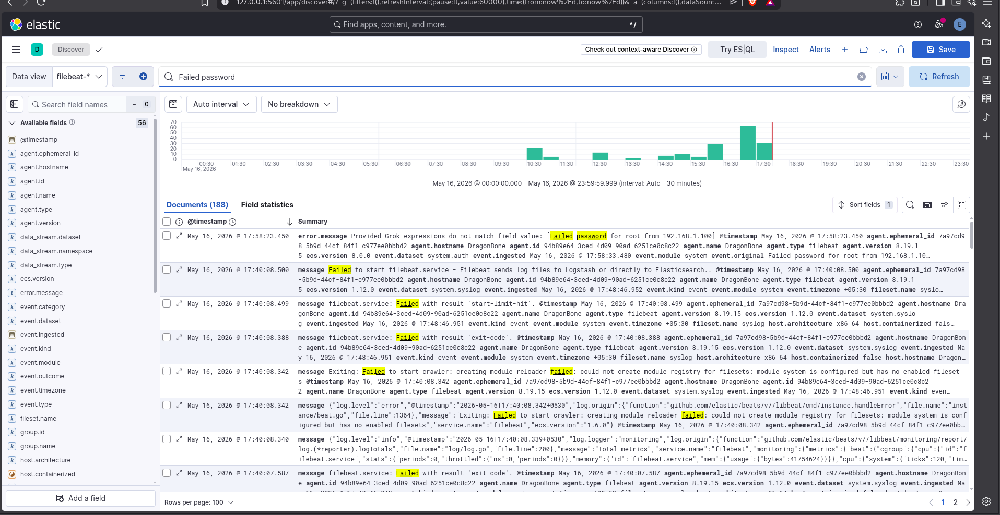 127.0.0.1:5601/app/discover#/?_g=(filters:!(),refreshInterval:(pause:!t,value:60000),time:(from:now%2Fd,to:now%2Fd))&_a=(columns:!(),dataSourc...
elastic
Find apps, content, and more.
^/
E
D
Discover
Check out context-aware Discover
Try ES|QL
Inspect
Alerts
Save
Data view
filebeat-*
Failed password
Refresh
Search field names
0
Auto interval
No breakdown
Available fields
56
@timestamp
agent.ephemeral_id
agent.hostname
agent.id
agent.name
agent.type
agent.version
data_stream.dataset
data_stream.namespace
data_stream.type
ecs.version
error.message
event.category
event.dataset
event.ingested
event.kind
event.module
event.outcome
event.timezone
event.type
fileset.name
group.id
group.name
host.architecture
host.containerized
Add a field
70
60
50
40
30
20
10
0
00:30 01:30 02:30 03:30 04:30 05:30 06:30 07:30 08:30 09:30 10:30 11:30 12:30 13:30 14:30 15:30 16:30 17:30 18:30 19:30 20:30 21:30 22:30 23:30
May 16, 2026
May 16, 2026 @ 00:00:00.000 - May 16, 2026 @ 23:59:59.999 (interval: Auto - 30 minutes)
Documents (188)
Field statistics
Sort fields 1
@timestamp
Summary
May 16, 2026 @ 17:58:23.450
error.message Provided Grok expressions do not match field value: [Failed password for root from 192.168.1.100] @timestamp May 16, 2026 @ 17:58:23.450 agent.ephemeral_id 7a97cd9
8-5b9d-44cf-84f1-c977ee0bbbd2 agent.hostname DragonBone agent.id 94b89e64-3ced-4d09-90ad-6251ce0c8c22 agent.name DragonBone agent.type filebeat agent.version 8.19.1
5 ecs.version 8.0.0 event.dataset system.auth event.ingested May 16, 2026 @ 17:58:33.480 event.module system event.original Failed password for root from 192.168.1.10...
May 16, 2026 @ 17:40:08.500
message Failed to start filebeat.service - Filebeat sends log files to Logstash or directly to Elasticsearch.. @timestamp May 16, 2026 @ 17:40:08.500 agent.ephemeral_id 7a97cd98
-5b9d-44cf-84f1-c977ee0bbbd2 agent.hostname DragonBone agent.id 94b89e64-3ced-4d09-90ad-6251ce0c8c22 agent.name DragonBone agent.type filebeat agent.version 8.19.1
5 ecs.version 1.12.0 event.dataset system.syslog event.ingested May 16, 2026 @ 17:48:46.952 event.kind event event.module system event.timezone +05:30 fileset.name syslo...
May 16, 2026 @ 17:40:08.499
message filebeat.service: Failed with result 'start-limit-hit'. @timestamp May 16, 2026 @ 17:40:08.499 agent.ephemeral_id 7a97cd98-5b9d-44cf-84f1-c977ee0bbbd2 agent.hostname Dra
gonBone agent.id 94b89e64-3ced-4d09-90ad-6251ce0c8c22 agent.name DragonBone agent.type filebeat agent.version 8.19.15 ecs.version 1.12.0 event.dataset system.syslo
g event.ingested May 16, 2026 @ 17:48:46.951 event.kind event event.module system event.timezone +05:30 fileset.name syslog host.architecture x86_64 host.containerized fals...
May 16, 2026 @ 17:40:08.388
message filebeat.service: Failed with result 'exit-code'. @timestamp May 16, 2026 @ 17:40:08.388 agent.ephemeral_id 7a97cd98-5b9d-44cf-84f1-c977ee0bbbd2 agent.hostname DragonBon
e agent.id 94b89e64-3ced-4d09-90ad-6251ce0c8c22 agent.name DragonBone agent.type filebeat agent.version 8.19.15 ecs.version 1.12.0 event.dataset system.syslog event.ingested Ma
y 16, 2026 @ 17:48:46.951 event.kind event event.module system event.timezone +05:30 fileset.name syslog host.architecture x86_64 host.containerized false host.hostname Dragon...
May 16, 2026 @ 17:40:08.342
message Exiting: Failed to start crawler: creating module reloader failed: could not create module registry for filesets: module system is configured but has no enabled fileset
s @timestamp May 16, 2026 @ 17:40:08.342 agent.ephemeral_id 7a97cd98-5b9d-44cf-84f1-c977ee0bbbd2 agent.hostname DragonBone agent.id 94b89e64-3ced-4d09-90ad-6251ce0c8c2
2 agent.name DragonBone agent.type filebeat agent.version 8.19.15 ecs.version 1.12.0 event.dataset system.syslog event.ingested May 16, 2026 @ 17:48:46.951 event.kind even...
May 16, 2026 @ 17:40:08.342
message {"log.level":"error","@timestamp":"2026-05-16T17:40:08.342+0530","log.origin":{"function":"github.com/elastic/beats/v7/libbeat/cmd/instance.handleError","file.name":"inst
ance/beat.go","file.line":1364},"message":"Exiting: Failed to start crawler: creating module reloader failed: could not create module registry for filesets: module system is conf
igured but has no enabled filesets","service.name":"filebeat","ecs.version":"1.6.0"} @timestamp May 16, 2026 @ 17:40:08.342 agent.ephemeral_id 7a97cd98-5b9d-44cf-84f1-c977ee0bb...
May 16, 2026 @ 17:40:08.340
message {"log.level":"info","@timestamp":"2026-05-16T17:40:08.339+0530","log.logger":"monitoring","log.origin":{"function":"github.com/elastic/beats/v7/libbeat/monitoring/report/
log.(*reporter).logTotals","file.name":"log/log.go","file.line":200},"message":"Total metrics","service.name":"filebeat","monitoring":{"metrics":{"beat":{"cgroup":{"cpu":{"id":"f
ilebeat.service","stats":{"periods":0,"throttled":{"ns":0,"periods":0}}},"memory":{"id":"filebeat.service","mem":{"usage":{"bytes":41754624}}}},"cpu":{"system":{"ticks":120,"tim...
May 16, 2026 @ 17:40:07.587
message filebeat.service: Failed with result 'exit-code'. @timestamp May 16, 2026 @ 17:40:07.587 agent.ephemeral_id 7a97cd98-5b9d-44cf-84f1-c977ee0bbbd2 agent.hostname DragonBon
e agent.id 94b89e64-3ced-4d09-90ad-6251ce0c8c22 agent.name DragonBone agent.type filebeat agent.version 8.19.15 ecs.version 1.12.0 event.dataset system.syslog event.ingested Ma
Rows per page: 100
1 2